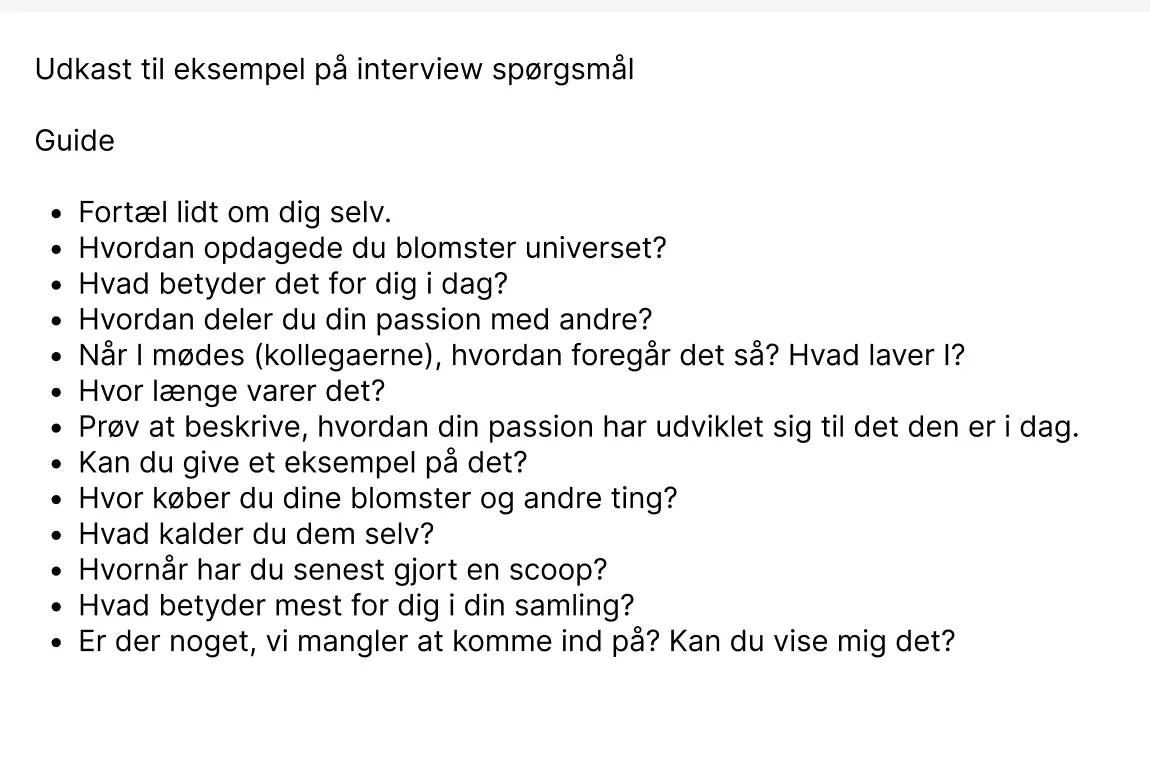 Udkast til eksempel på interview spørgsmål
Guide
• Fortæl lidt om dig selv.
• Hvordan opdagede du blomster universet?
• Hvad betyder det for dig i dag?
• Hvordan deler du din passion med andre?
• Når I mødes (kollegaerne), hvordan foregår det så? Hvad laver I?
• Hvor længe varer det?
• Prøv at beskrive, hvordan din passion har udviklet sig til det den er i dag.
• Kan du give et eksempel på det?
• Hvor køber du dine blomster og andre ting?
• Hvad kalder du dem selv?
• Hvornår har du senest gjort en scoop?
• Hvad betyder mest for dig i din samling?
• Er der noget, vi mangler at komme ind på? Kan du vise mig det?